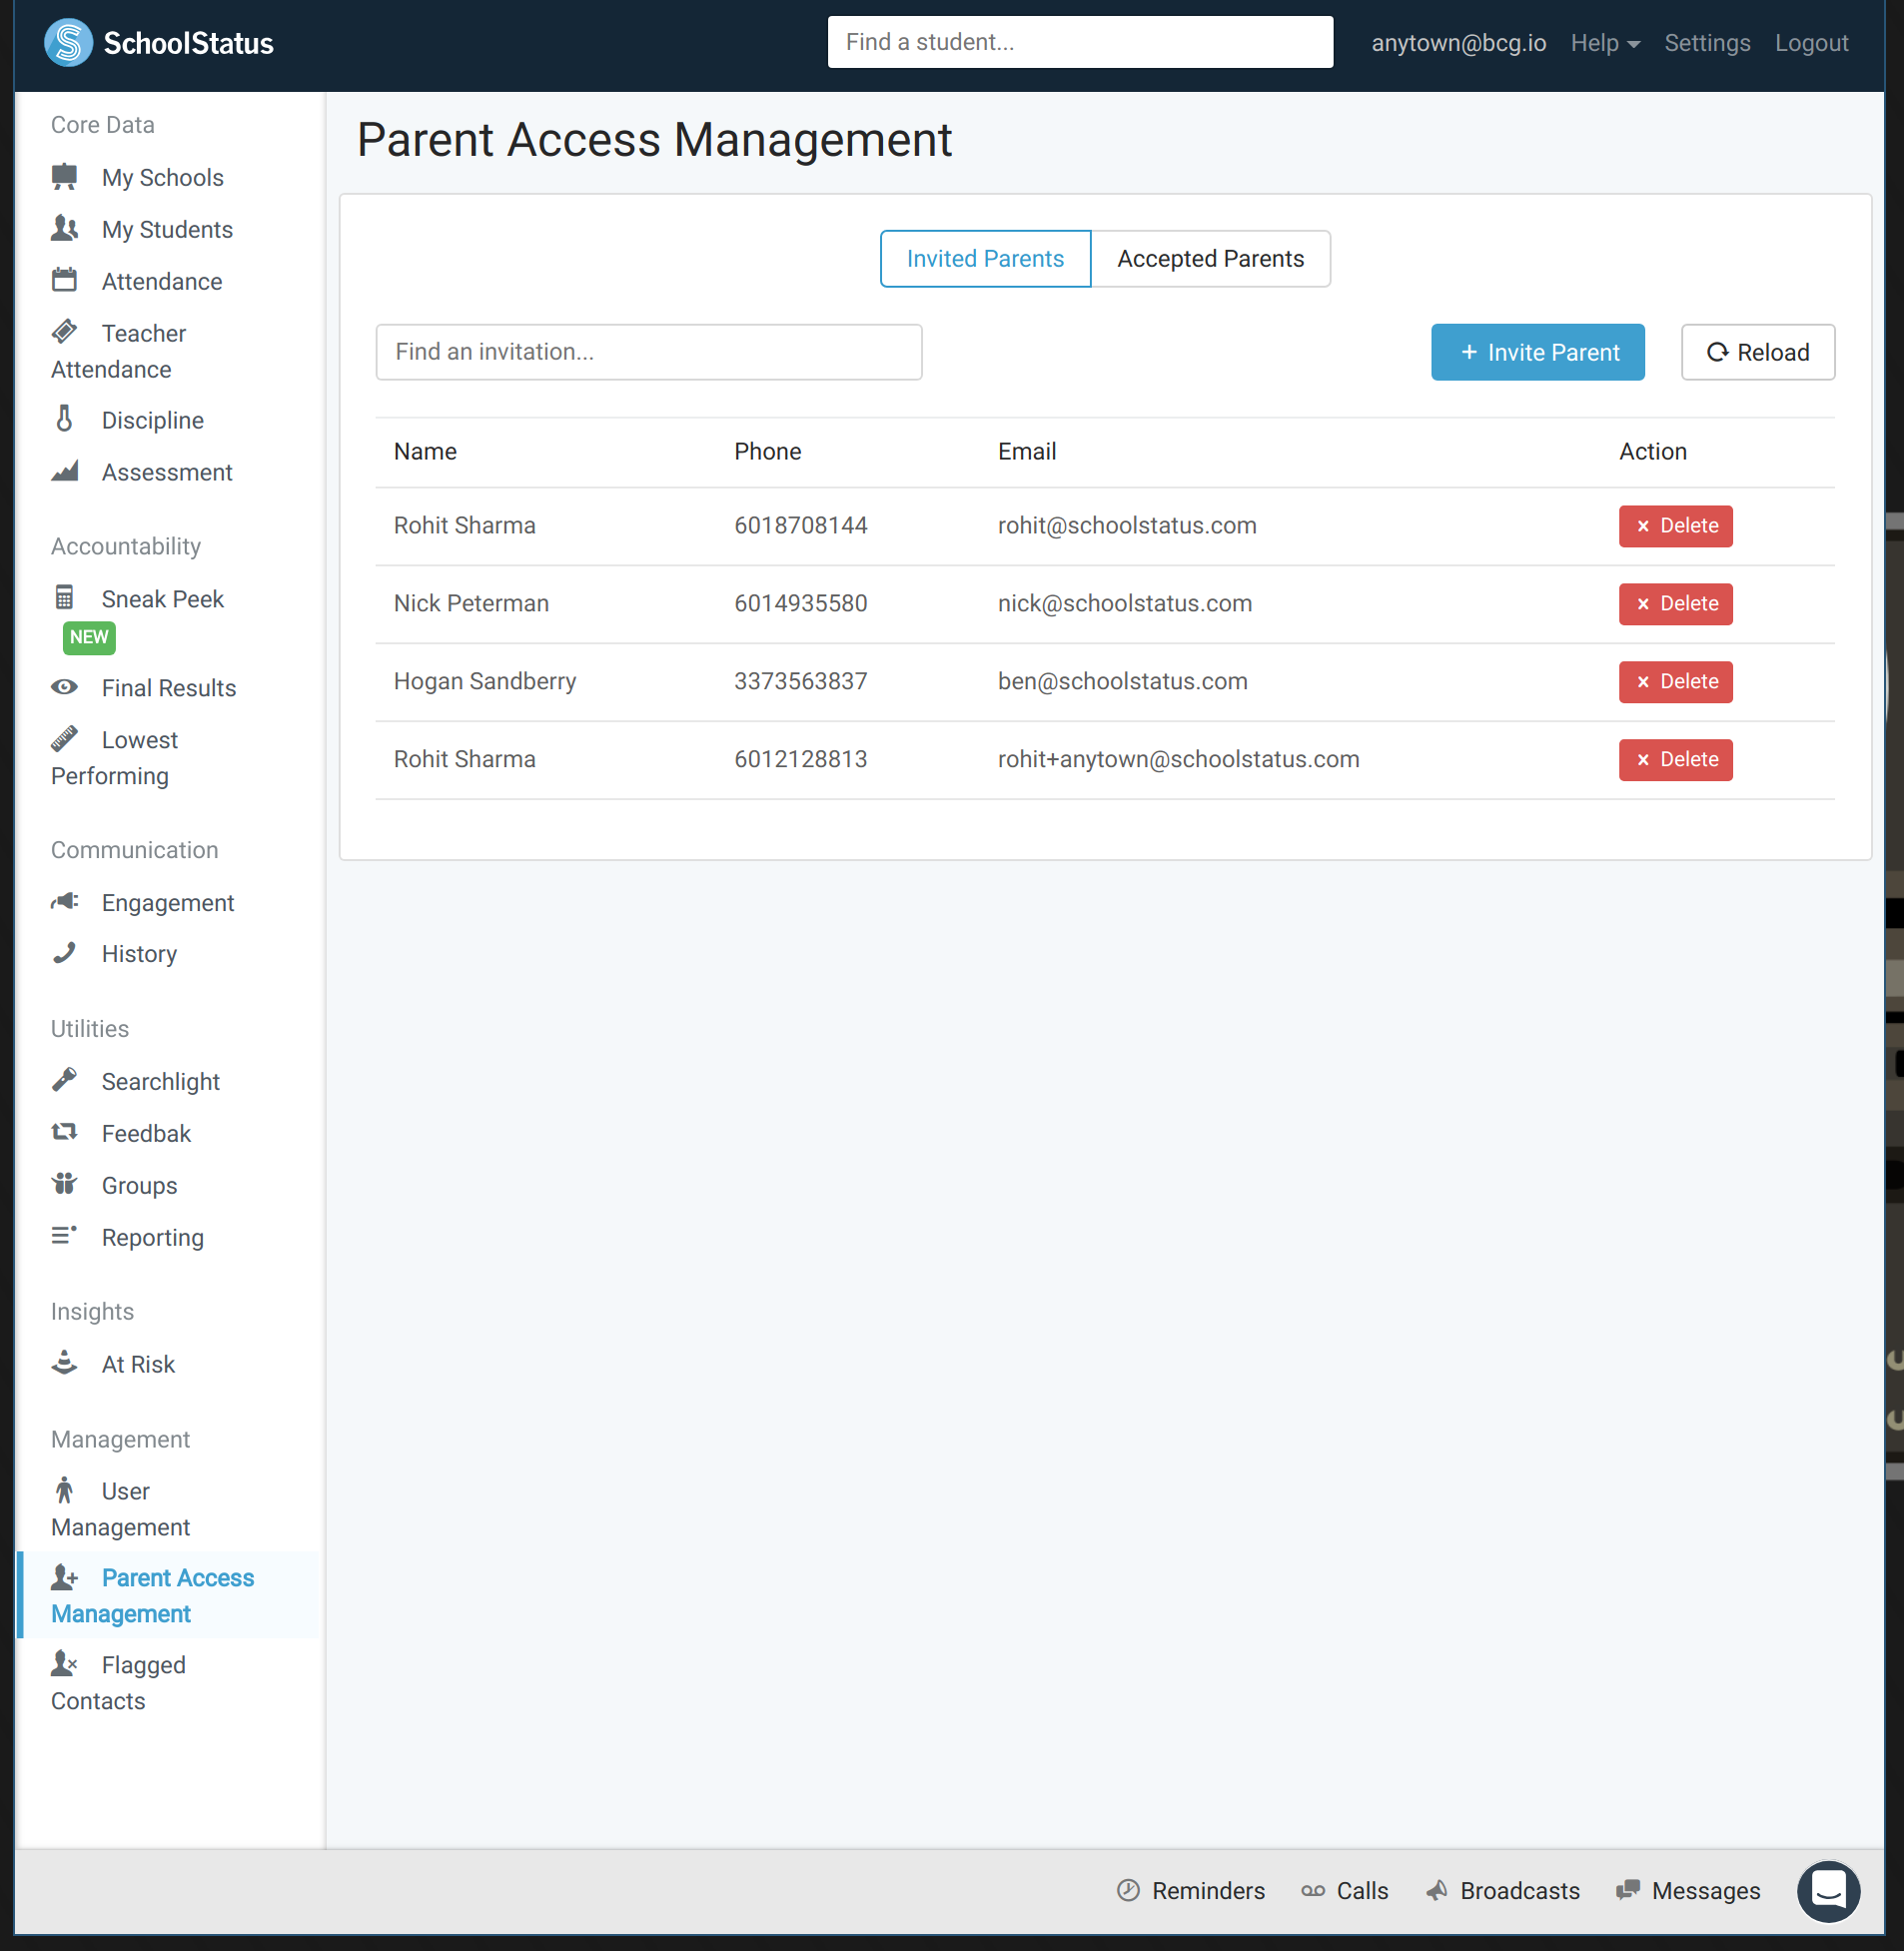 SchoolStatus
Find a student...
anytown@bcg.io Help Settings Logout
Core Data
My Schools
My Students
Attendance
Teacher
Attendance
Discipline
Assessment
Accountability
Sneak Peek
NEW
Final Results
Lowest
Performing
Communication
Engagement
History
Utilities
Searchlight
Feedbak
Groups
Reporting
Insights
At Risk
Management
User
Management
Parent Access
Management
Flagged
Contacts
Parent Access Management
Invited Parents Accepted Parents
Find an invitation...
+ Invite Parent Reload
Name Phone Email Action
Rohit Sharma 6018708144 rohit@schoolstatus.com × Delete
Nick Peterman 6014935580 nick@schoolstatus.com × Delete
Hogan Sandberry 3373563837 ben@schoolstatus.com × Delete
Rohit Sharma 6012128813 rohit+anytown@schoolstatus.com × Delete
Reminders Calls Broadcasts Messages